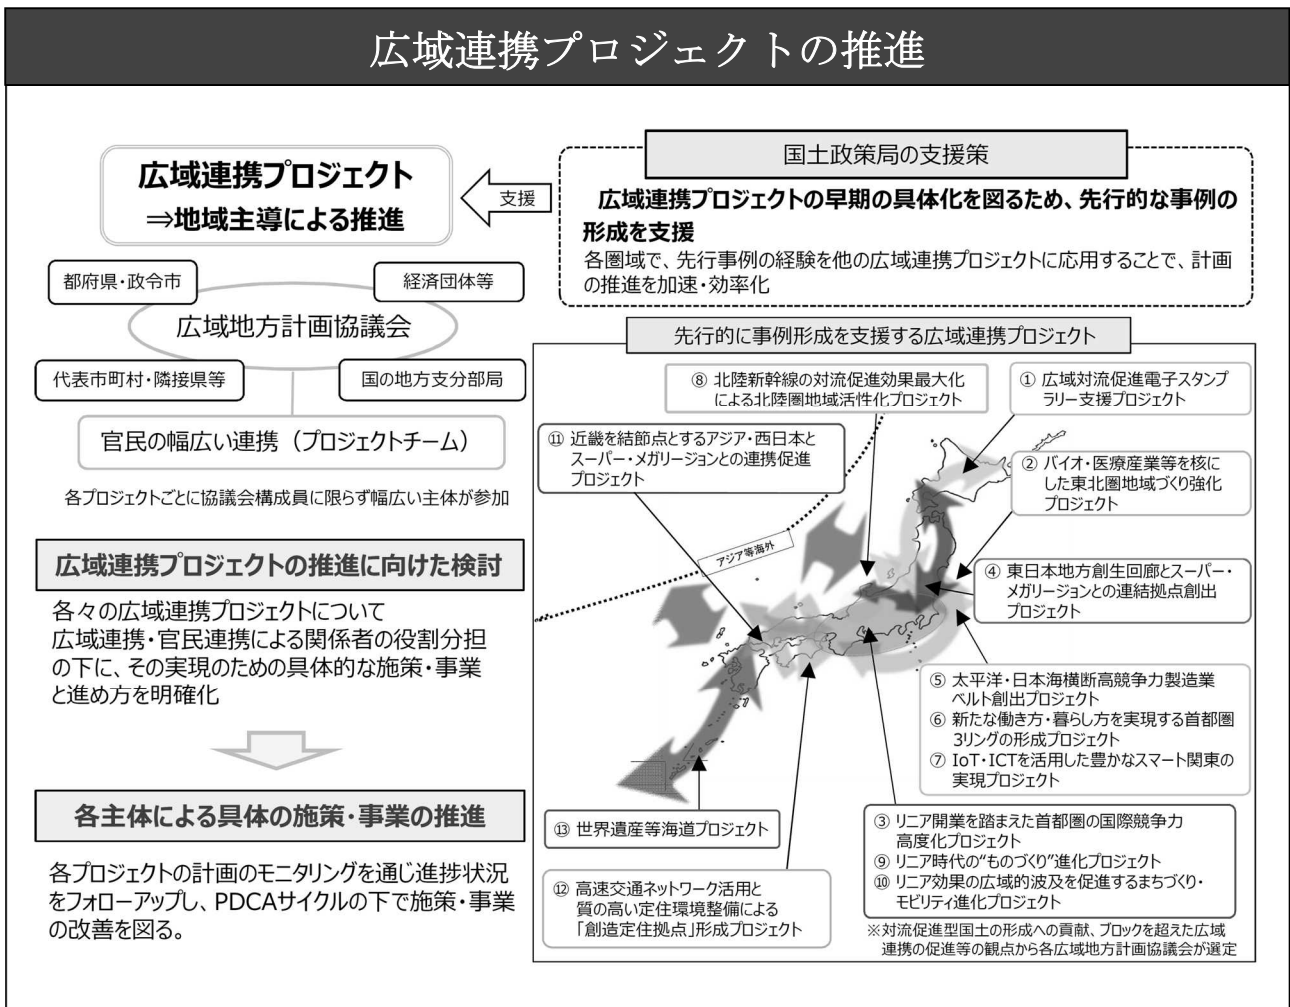 広域連携プロジェクトの推進
広域連携プロジェクト
⇒地域主導による推進
支援
国土政策局の支援策
広域連携プロジェクトの早期の具体化を図るため、先行的な事例の
形成を支援
各圏域で、先行事例の経験を他の広域連携プロジェクトに応用することで、計画
の推進を加速・効率化
都府県・政令市
経済団体等
広域地方計画協議会
代表市町村・隣接県等
国の地方支分部局
官民の幅広い連携（プロジェクトチーム）
各プロジェクトごとに協議会構成員に限らず幅広い主体が参加
広域連携プロジェクトの推進に向けた検討
各々の広域連携プロジェクトについて
広域連携・官民連携による関係者の役割分担
の下に、その実現のための具体的な施策・事業
と進め方を明確化
各主体による具体の施策・事業の推進
各プロジェクトの計画のモニタリングを通じ進捗状況
をフォローアップし、PDCAサイクルの下で施策・事業
の改善を図る。
先行的に事例形成を支援する広域連携プロジェクト
⑧ 北陸新幹線の対流促進効果最大化
による北陸圏地域活性化プロジェクト
① 広域対流促進電子スタンプ
ラリー支援プロジェクト
⑪ 近畿を結節点とするアジア・西日本と
スーパー・メガリージョンとの連携促進
プロジェクト
② バイオ・医療産業等を核に
した東北圏地域づくり強化
プロジェクト
アジア等海外
④ 東日本地方創生回廊とスーパー・
メガリージョンとの連結拠点創出
プロジェクト
⑤ 太平洋・日本海横断高競争力製造業
ベルト創出プロジェクト
⑥ 新たな働き方・暮らし方を実現する首都圏
3リングの形成プロジェクト
⑦ IoT・ICTを活用した豊かなスマート関東の
実現プロジェクト
⑬ 世界遺産等海道プロジェクト
③ リニア開業を踏まえた首都圏の国際競争力
高度化プロジェクト
⑨ リニア時代の“ものづくり”進化プロジェクト
⑩ リニア効果の広域的波及を促進するまちづくり・
モビリティ進化プロジェクト
⑫ 高速交通ネットワーク活用と
質の高い定住環境整備による
「創造定住拠点」形成プロジェクト
※対流促進型国土の形成への貢献、ブロックを超えた広域
連携の促進等の観点から各広域地方計画協議会が選定